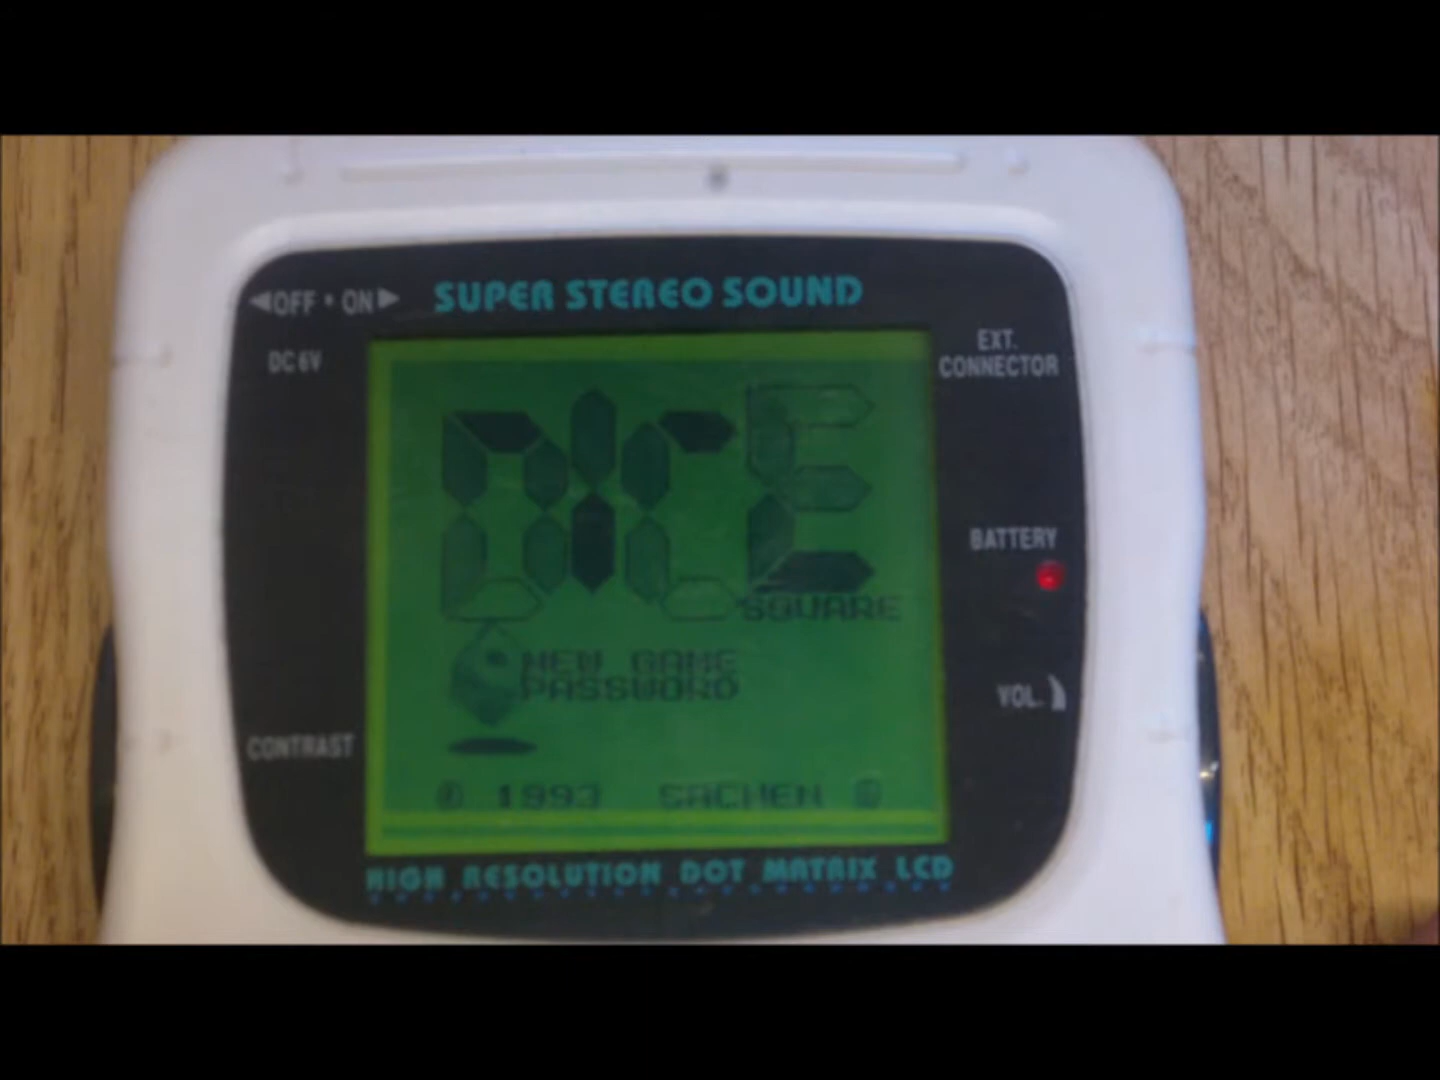 ◀OFF • ON▶
SUPER STEREO SOUND
DC 6V
EXT.
CONNECTOR
DICE
SQUARE
BATTERY
NEW GAME
PASSWORD
VOL.
CONTRAST
© 1993 SACHEN
HIGH RESOLUTION DOT MATRIX LCD